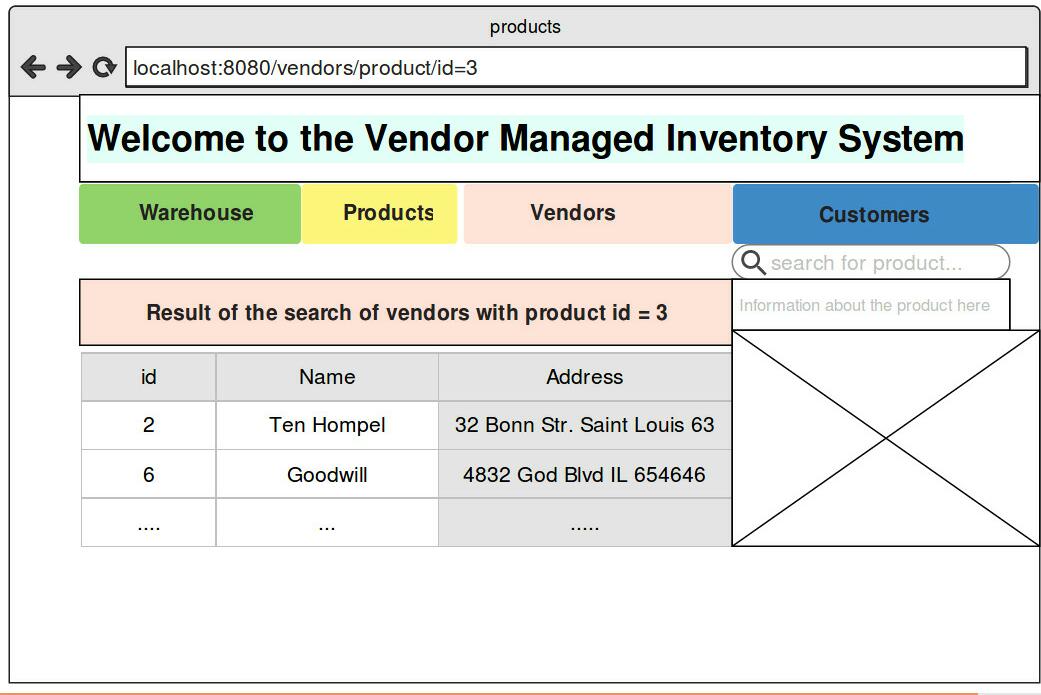 products
localhost:8080/vendors/product/id=3
Welcome to the Vendor Managed Inventory System
Warehouse Products Vendors Customers
search for product...
Information about the product here
Result of the search of vendors with product id = 3
id Name Address
2 Ten Hompel 32 Bonn Str. Saint Louis 63
6 Goodwill 4832 God Blvd IL 654646
.... ... .....